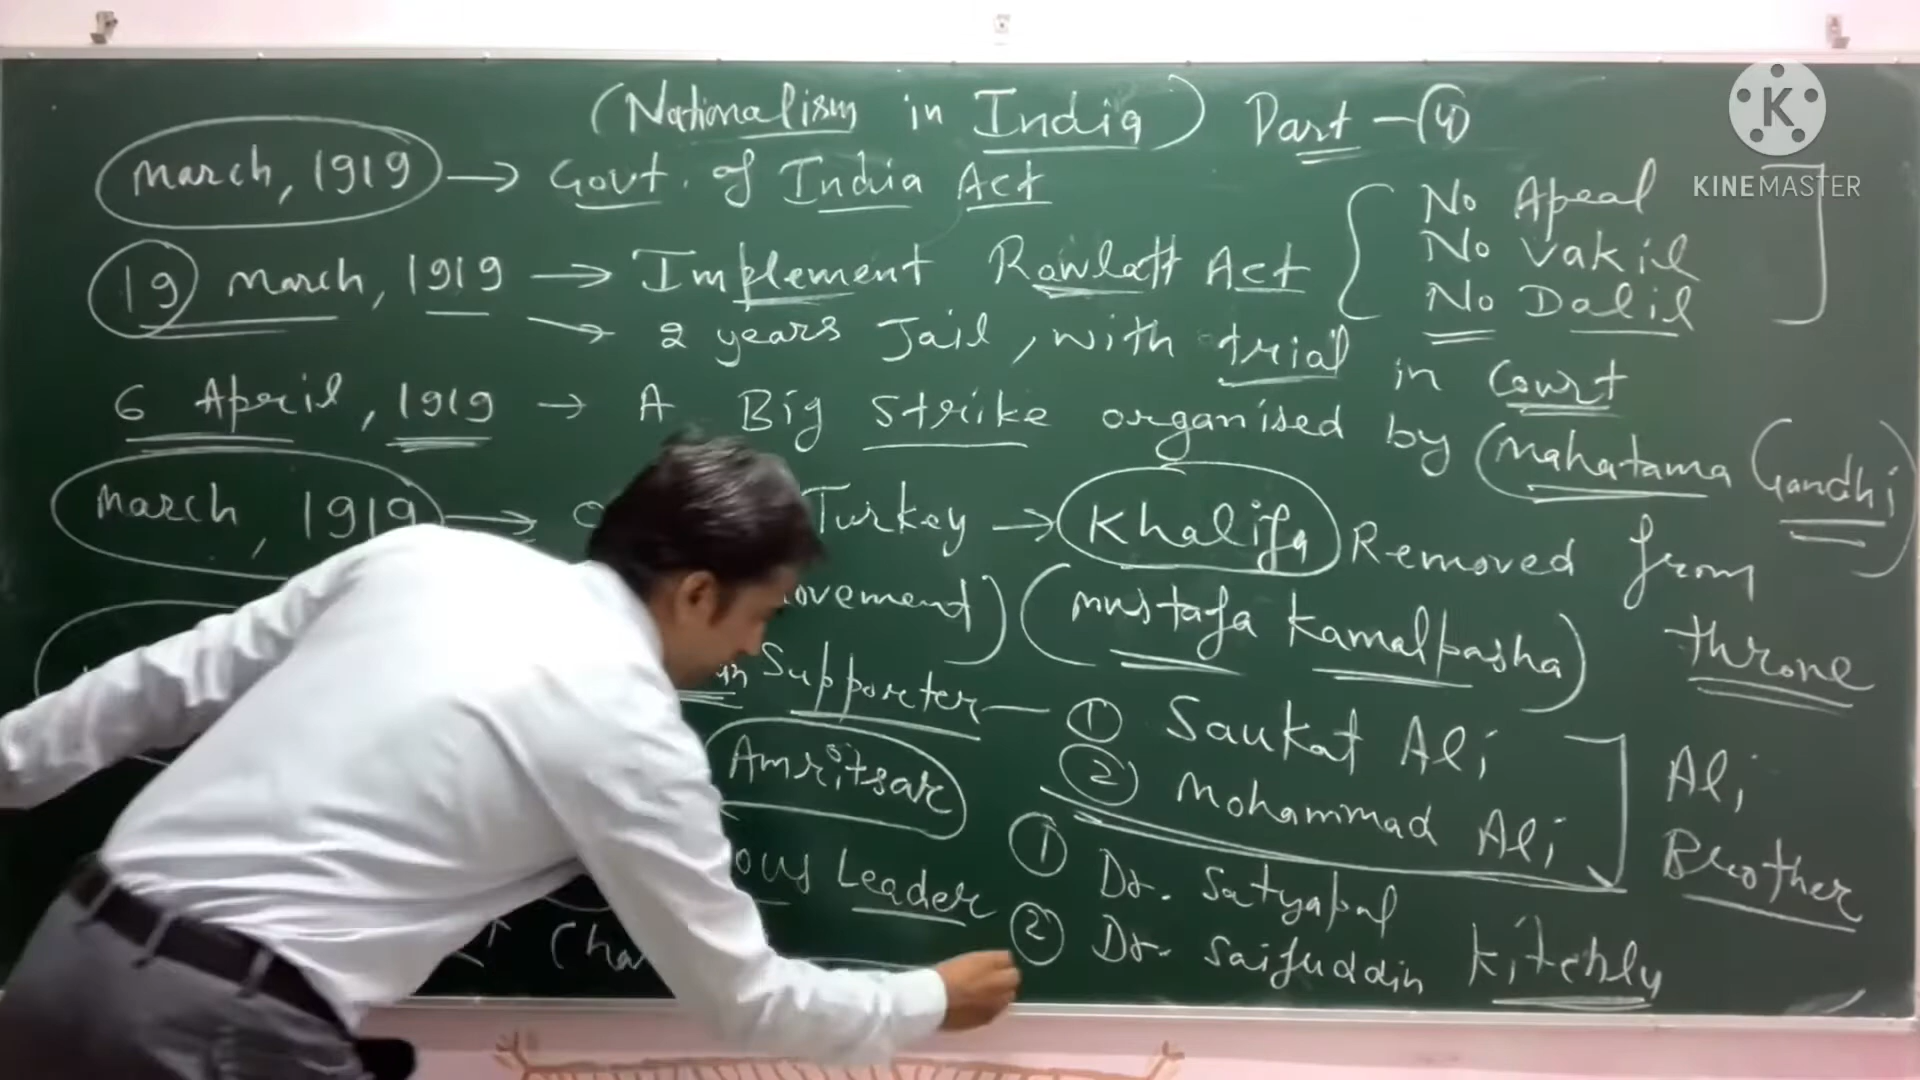 (Nationalism in India) Part - (4)
March, 1919 → Govt. of India Act
19 March, 1919 → Implement Rawlatt Act
No Apeal
No Vakil
No Dalil
→ 2 years Jail, with trial in Court
6 April, 1919 → A Big Strike organised by Mahatama Gandhi
March, 1919 → Turkey → Khalifa Removed from throne
(Mustafa Kamalpasha)
Supporter — ① Saukat Ali
② Mohammad Ali
Ali Brother
Amritsar
Leader
① Dr. Satyapal
② Dr. Saifuddin Kitchly
K
KINEMASTER